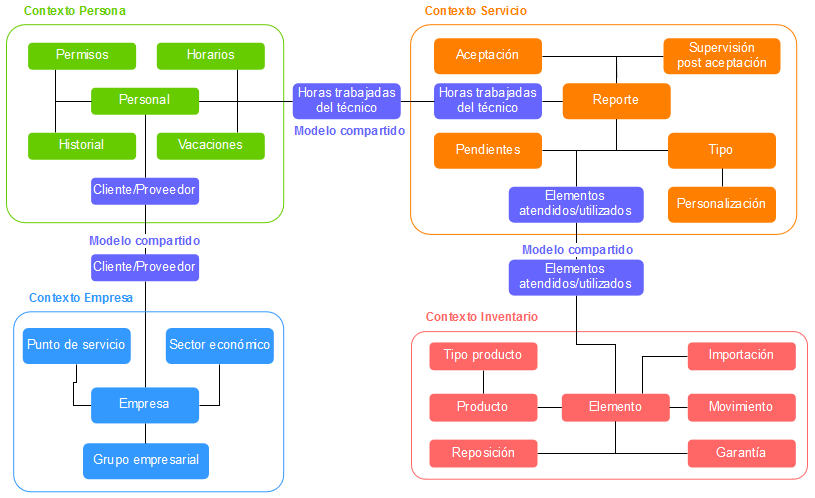 Contexto Persona
Permisos
Horarios
Personal
Historial
Vacaciones
Cliente/Proveedor
Horas trabajadas
del técnico
Modelo compartido
Contexto Servicio
Aceptación
Supervisión
post aceptación
Horas trabajadas
del técnico
Reporte
Pendientes
Tipo
Elementos
atendidos/utilizados
Personalización
Modelo compartido
Cliente/Proveedor
Modelo compartido
Elementos
atendidos/utilizados
Contexto Empresa
Punto de servicio
Sector económico
Empresa
Grupo empresarial
Contexto Inventario
Tipo producto
Importación
Producto
Elemento
Movimiento
Reposición
Garantía